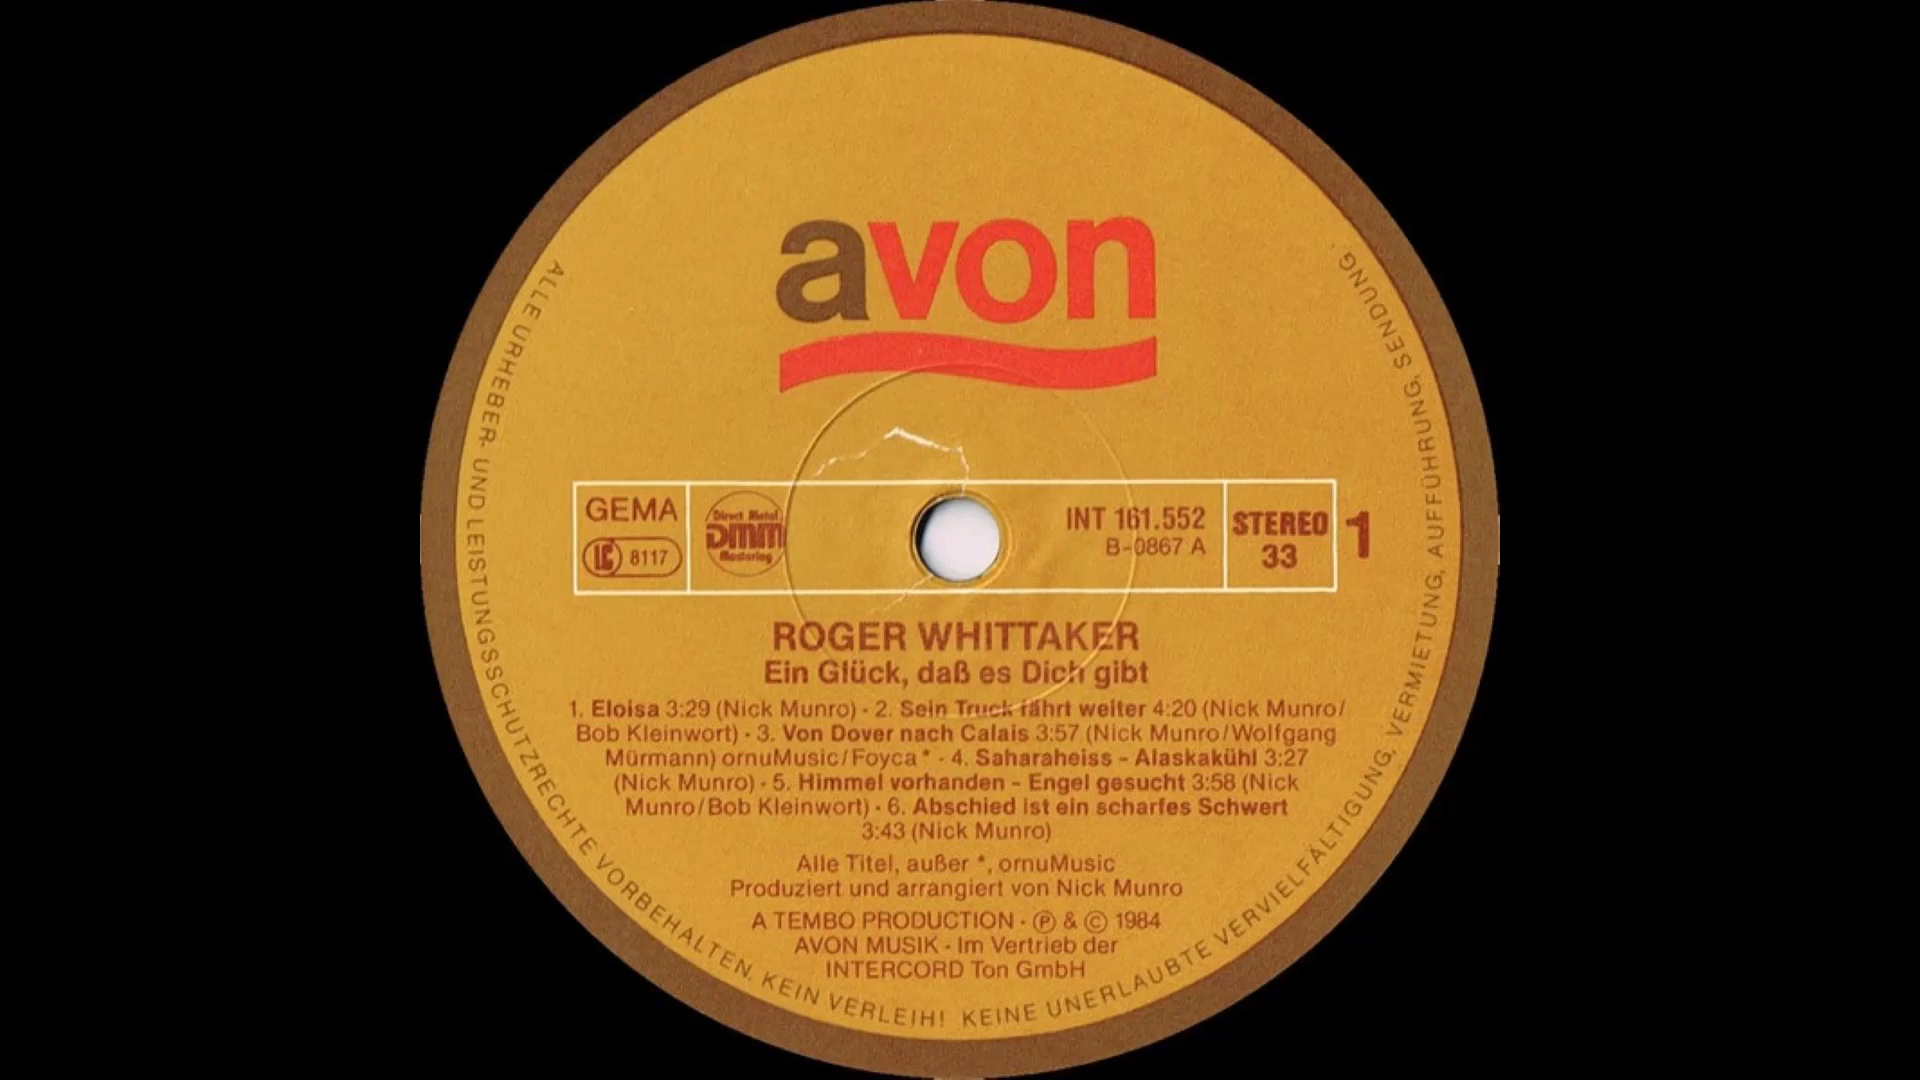 avon
GEMA
LC 8117
Direct Metal
DMM
Mastering
INT 161.552
B-0867 A
STEREO
33
1
ROGER WHITTAKER
Ein Glück, daß es Dich gibt
1. Eloisa 3:29 (Nick Munro) · 2. Sein Truck fährt weiter 4:20 (Nick Munro/
Bob Kleinwort) · 3. Von Dover nach Calais 3:57 (Nick Munro/Wolfgang
Mürmann) ornuMusic/Foyca * · 4. Saharaheiss - Alaskakühl 3:27
(Nick Munro) · 5. Himmel vorhanden - Engel gesucht 3:58 (Nick
Munro/Bob Kleinwort) · 6. Abschied ist ein scharfes Schwert
3:43 (Nick Munro)
Alle Titel, außer *, ornuMusic
Produziert und arrangiert von Nick Munro
A TEMBO PRODUCTION · Ⓟ & © 1984
AVON MUSIK · Im Vertrieb der
INTERCORD Ton GmbH
ALLE URHEBER- UND LEISTUNGSSCHUTZRECHTE VORBEHALTEN. KEIN VERLEIH! KEINE UNERLAUBTE VERVIELFÄLTIGUNG, VERMIETUNG, AUFFÜHRUNG, SENDUNG